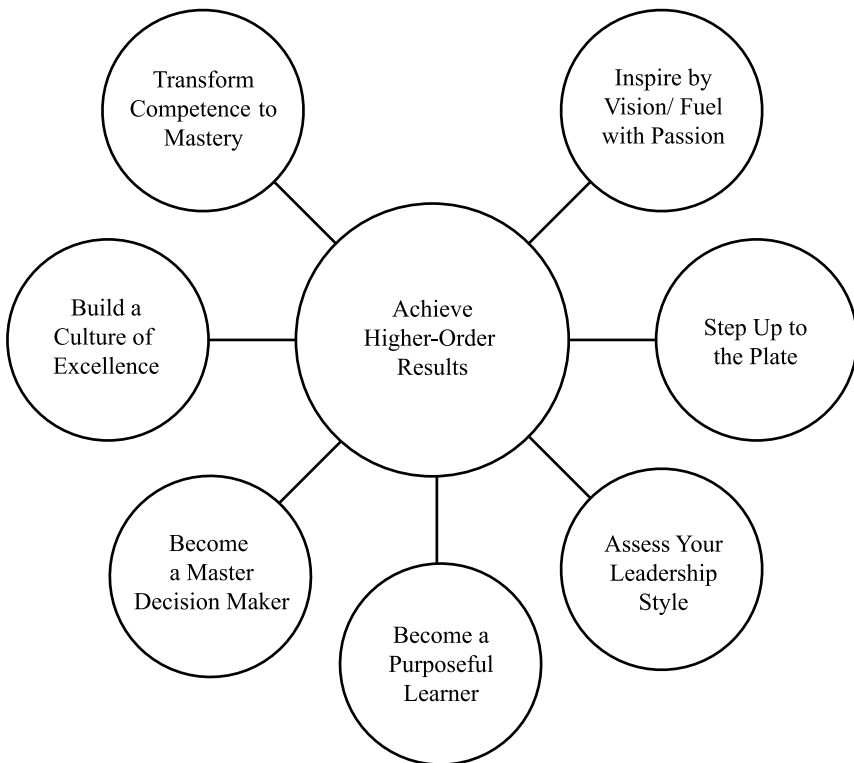 Transform
Competence to
Mastery
Inspire by
Vision/ Fuel
with Passion
Build a
Culture of
Excellence
Achieve
Higher-Order
Results
Step Up to
the Plate
Become
a Master
Decision Maker
Become a
Purposeful
Learner
Assess Your
Leadership
Style